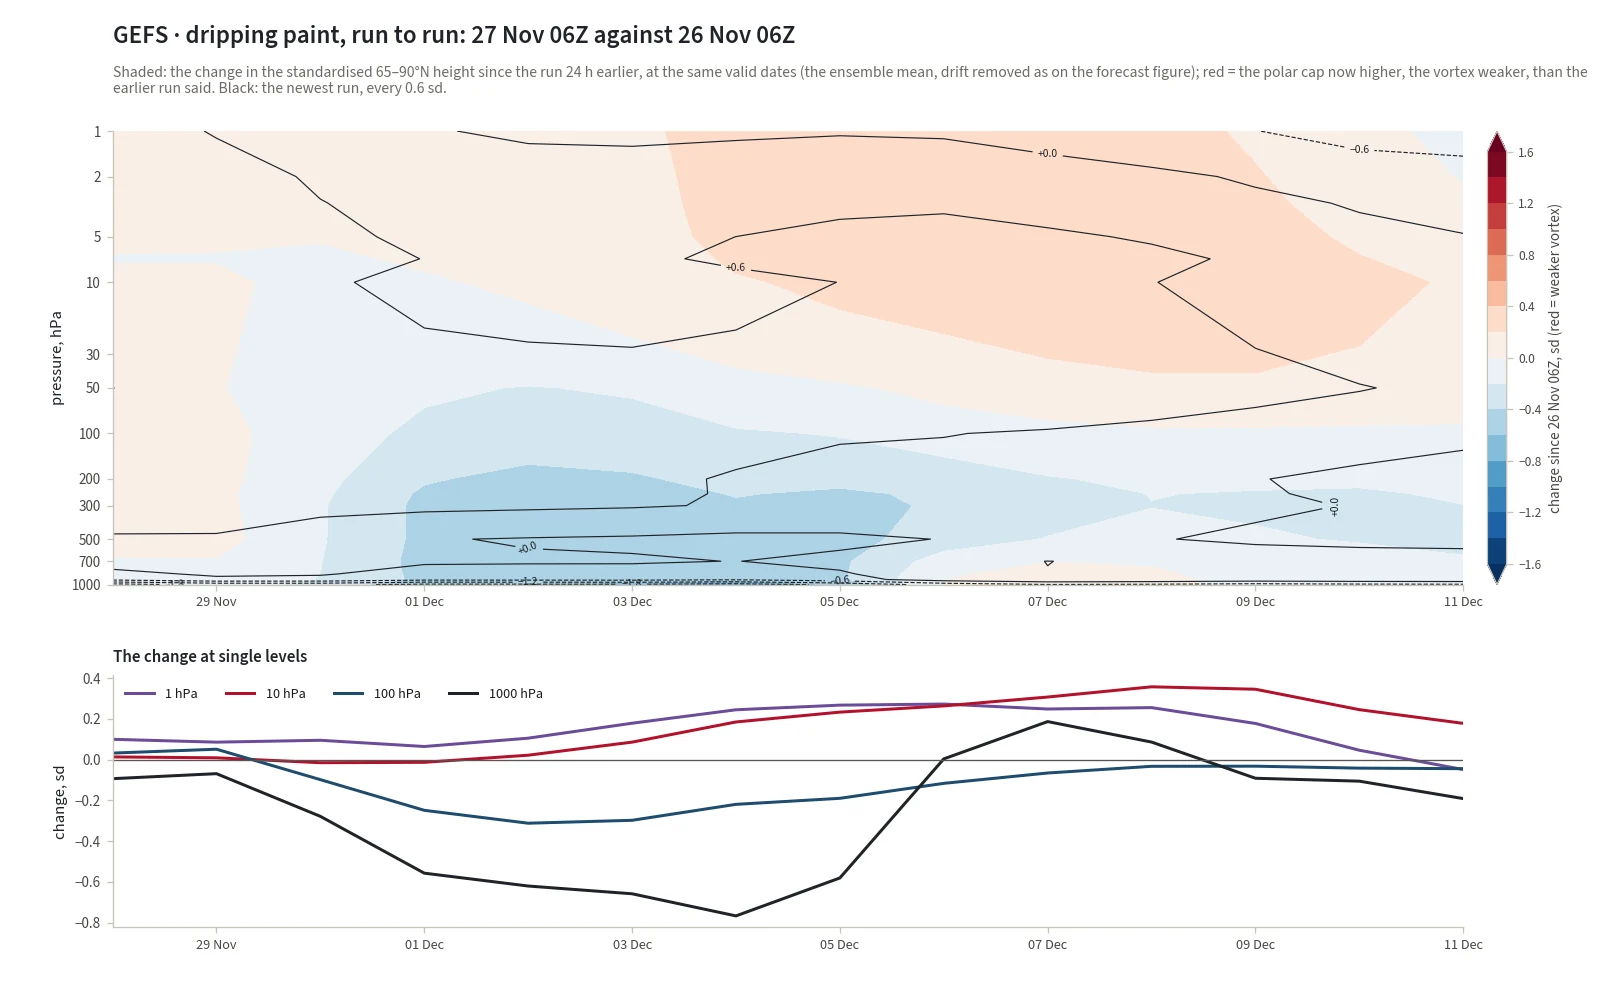 GEFS · dripping paint, run to run: 27 Nov 06Z against 26 Nov 06Z
Shaded: the change in the standardised 65–90°N height since the run 24 h earlier, at the same valid dates (the ensemble mean, drift removed as on the forecast figure); red = the polar cap now higher, the vortex weaker, than the
earlier run said. Black: the newest run, every 0.6 sd.
pressure, hPa
1
2
5
10
30
50
100
200
300
500
700
1000
+0.0
−0.6
+0.6
+0.0
+0.0
−1.2
−0.6
29 Nov
01 Dec
03 Dec
05 Dec
07 Dec
09 Dec
11 Dec
1.6
1.2
0.8
0.4
0.0
−0.4
−0.8
−1.2
−1.6
change since 26 Nov 06Z, sd (red = weaker vortex)
The change at single levels
1 hPa
10 hPa
100 hPa
1000 hPa
change, sd
0.4
0.2
0.0
−0.2
−0.4
−0.6
−0.8
29 Nov
01 Dec
03 Dec
05 Dec
07 Dec
09 Dec
11 Dec